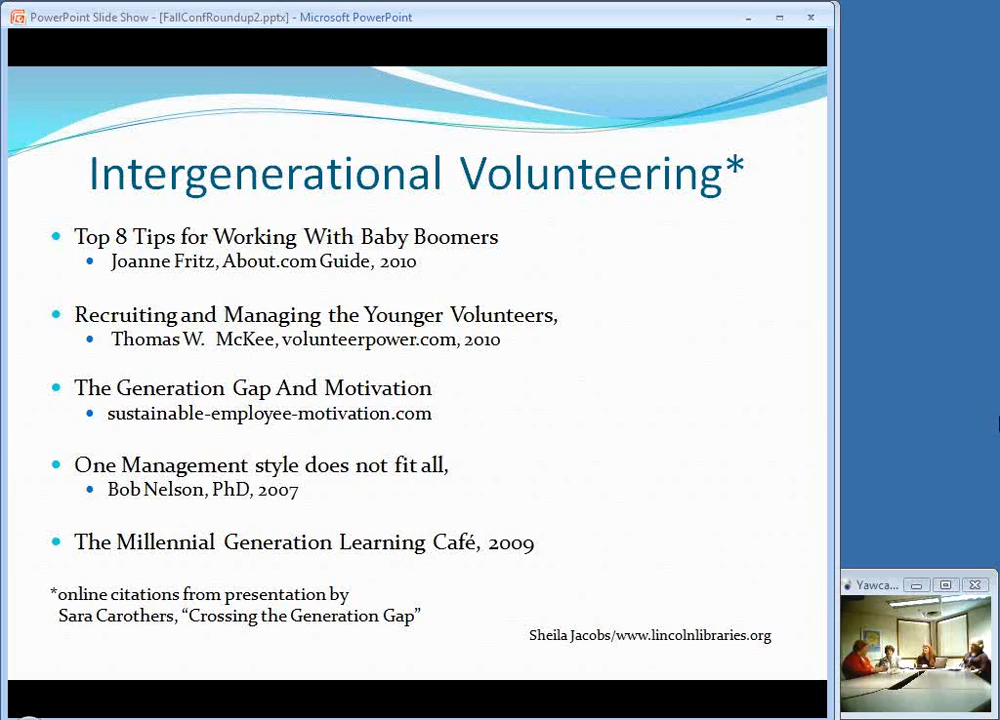 PowerPoint Slide Show - [FallConfRoundup2.pptx] - Microsoft PowerPoint
Intergenerational Volunteering*
• Top 8 Tips for Working With Baby Boomers
• Joanne Fritz, About.com Guide, 2010
• Recruiting and Managing the Younger Volunteers,
• Thomas W. McKee, volunteerpower.com, 2010
• The Generation Gap And Motivation
• sustainable-employee-motivation.com
• One Management style does not fit all,
• Bob Nelson, PhD, 2007
• The Millennial Generation Learning Café, 2009
*online citations from presentation by
Sara Carothers, “Crossing the Generation Gap”
Sheila Jacobs/www.lincolnlibraries.org
Yawca...